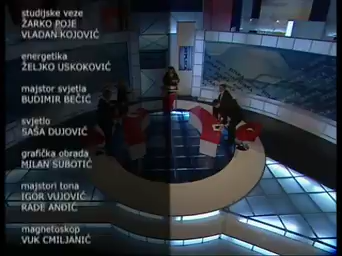 studijske veze
ŽARKO POJE
VLADAN KOJOVIĆ
energetika
ŽELJKO USKOKOVIĆ
majstor svjetla
BUDIMIR BEČIĆ
svjetlo
SAŠA DUJOVIĆ
grafička obrada
MILAN SUBOTIĆ
majstori tona
IGOR VUJOVIĆ
RADE ANĐIĆ
magnetoskop
VUK CMILJANIĆ